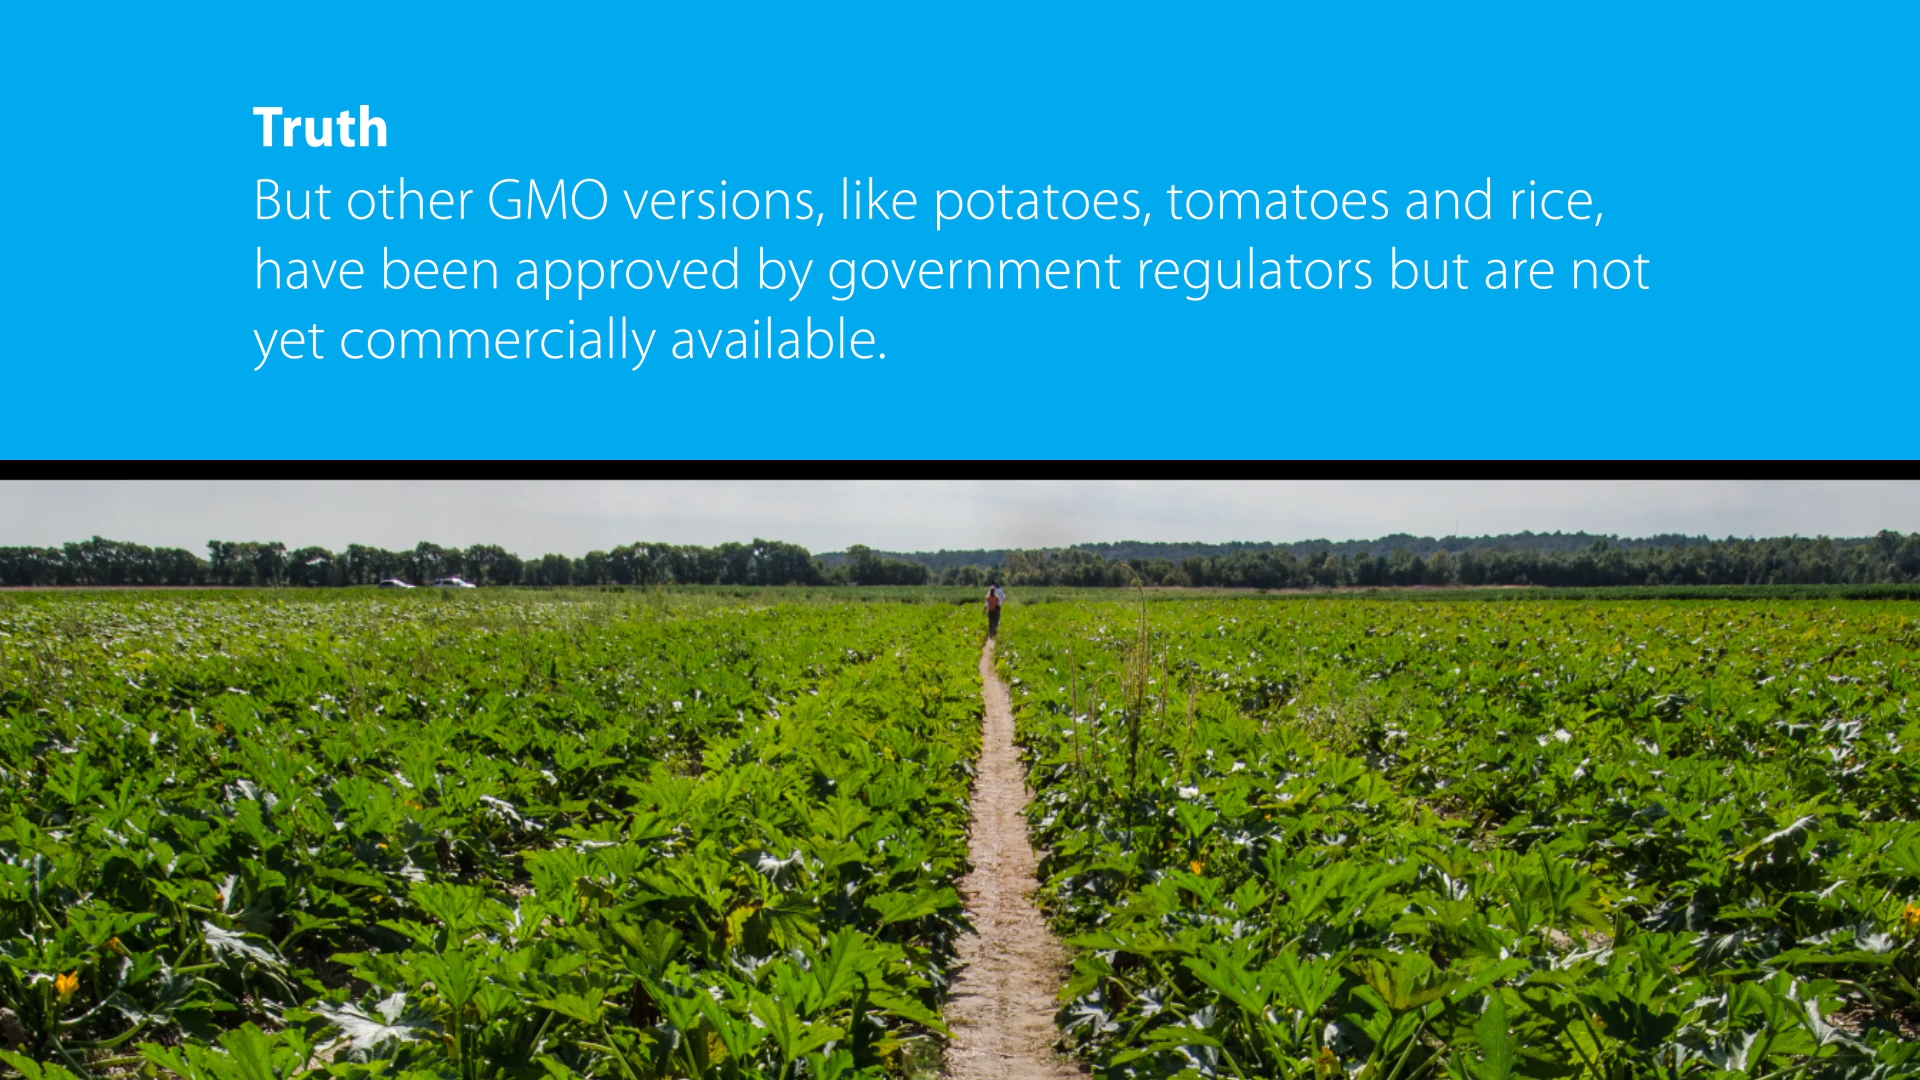 Truth
But other GMO versions, like potatoes, tomatoes and rice,
have been approved by government regulators but are not
yet commercially available.